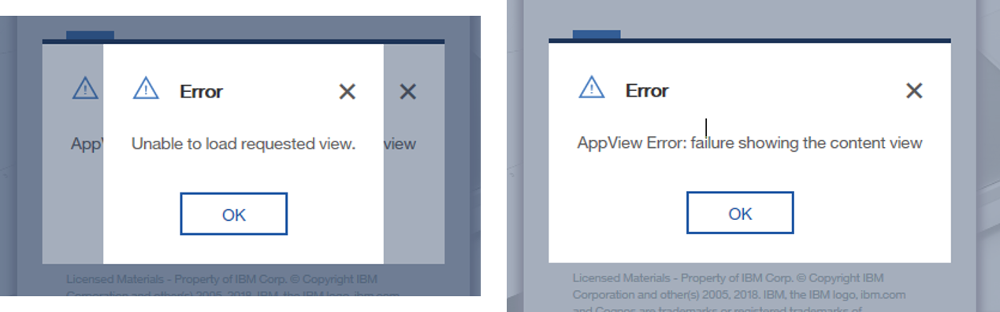 Error
App
Unable to load requested view.
view
OK
Licensed Materials - Property of IBM Corp. © Copyright IBM
Corporation and other(s) 2005, 2018. IBM, the IBM logo, ibm.com
Error
AppView Error: failure showing the content view
OK
Licensed Materials - Property of IBM Corp. © Copyright IBM
Corporation and other(s) 2005, 2018. IBM, the IBM logo, ibm.com
and Cognos are trademarks or registered trademarks of